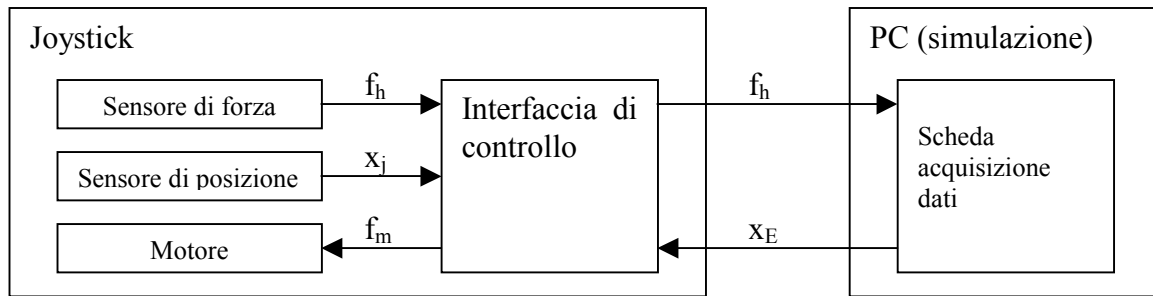 Joystick
Sensore di forza
f_h
Sensore di posizione
x_j
Motore
f_m
Interfaccia di
controllo
f_h
x_E
PC (simulazione)
Scheda
acquisizione
dati